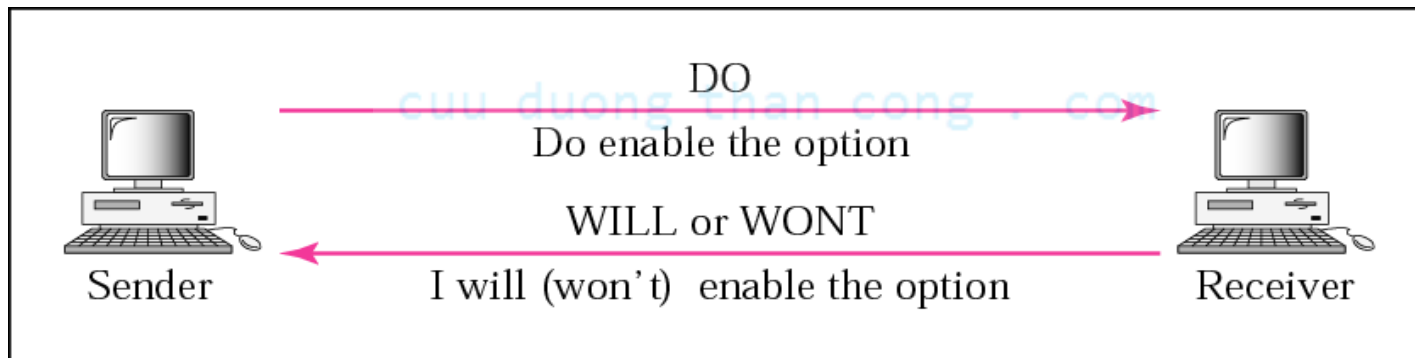 DO
cuu duong than cong . com
Do enable the option
WILL or WONT
Sender
I will (won't) enable the option
Receiver